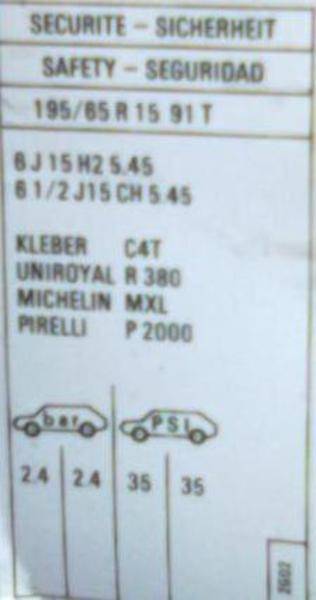 SECURITE - SICHERHEIT
SAFETY - SEGURIDAD
195/65 R 15 91 T
6 J 15 H2 5.45
6 1/2 J15 CH 5.45
KLEBER C4T
UNIROYAL R 380
MICHELIN MXL
PIRELLI P 2000
bar PSI
2.4 2.4 35 35